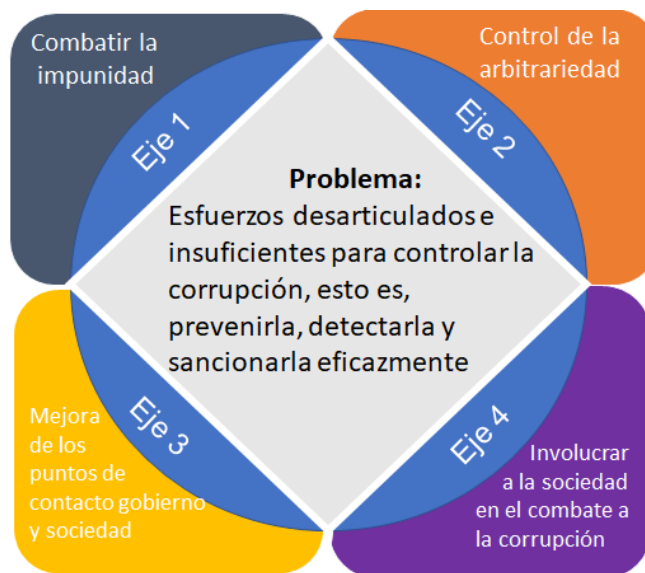 Combatir la
impunidad
Eje 1
Control de la
arbitrariedad
Eje 2
Problema:
Esfuerzos desarticulados e
insuficientes para controlar la
corrupción, esto es,
prevenirla, detectarla y
sancionarla eficazmente
Eje 3
Mejora
de los
puntos de
contacto gobierno
y sociedad
Eje 4
Involucrar
a la sociedad
en el combate a
la corrupción